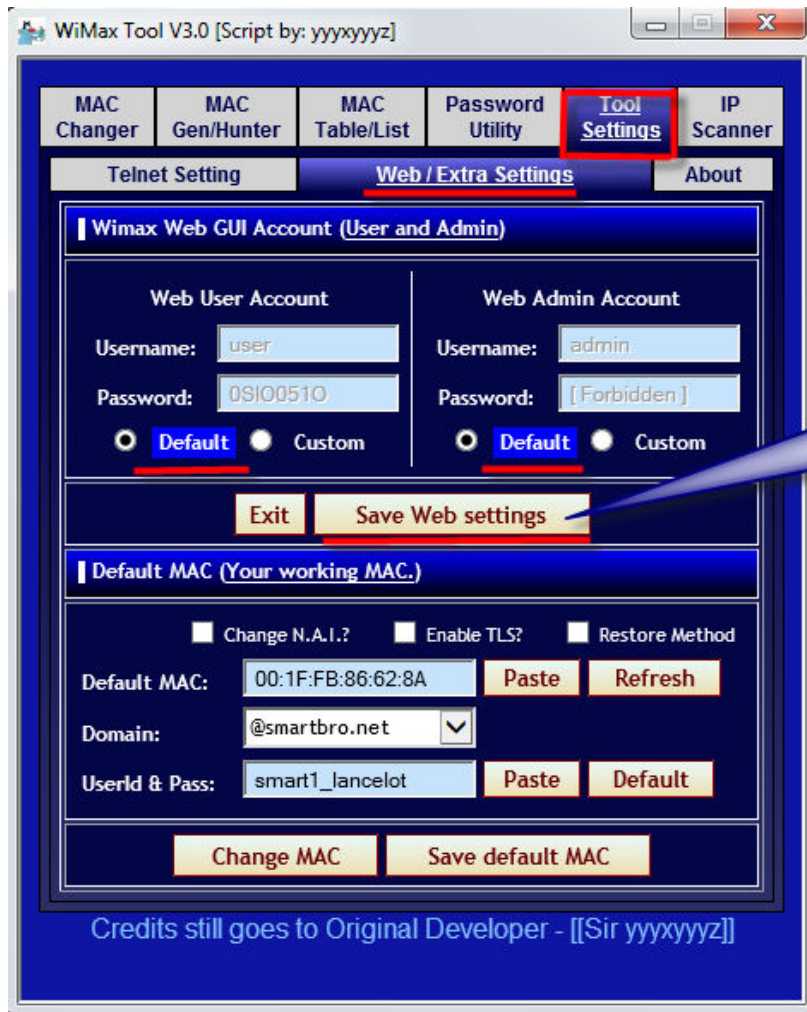 WiMax Tool V3.0 [Script by: yyyxyyyz]
MAC Changer
MAC Gen/Hunter
MAC Table/List
Password Utility
Tool Settings
IP Scanner
Telnet Setting
Web / Extra Settings
About
Wimax Web GUI Account (User and Admin)
Web User Account
Web Admin Account
Username: user
Username: admin
Password: 0SIO051O
Password: [ Forbidden ]
Default Custom
Default Custom
Exit
Save Web settings
Default MAC (Your working MAC.)
Change N.A.I.? Enable TLS? Restore Method
Default MAC: 00:1F:FB:86:62:8A Paste Refresh
Domain: @smartbro.net
UserId & Pass: smart1_lancelot Paste Default
Change MAC
Save default MAC
Credits still goes to Original Developer - [[Sir yyyxyyyz]]